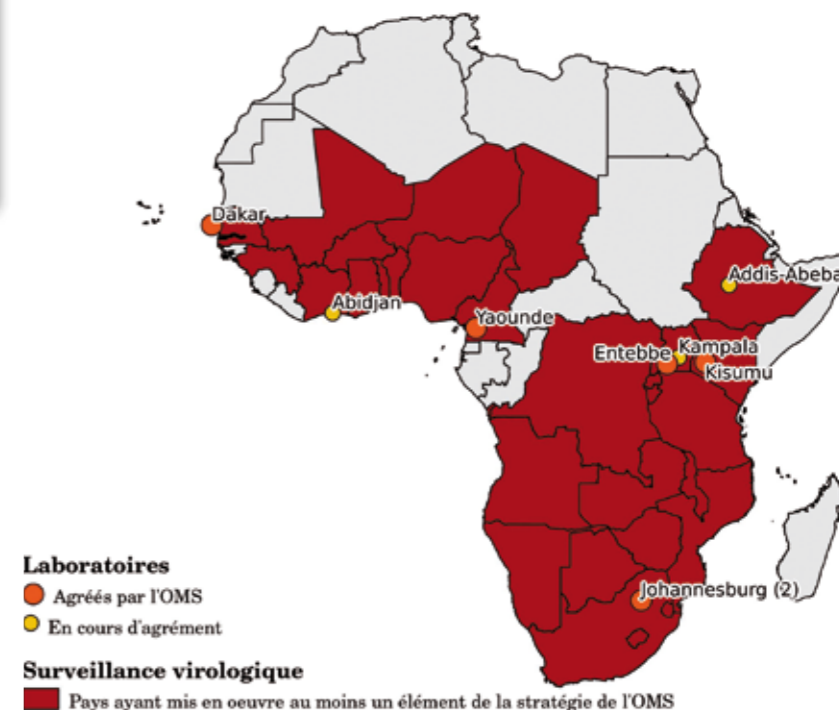 Dakar
Addis-Abeba
Abidjan
Yaounde
Entebbe
Kampala
Kisumu
Johannesburg (2)
Laboratoires
Agréés par l'OMS
En cours d'agrément
Surveillance virologique
Pays ayant mis en oeuvre au moins un élément de la stratégie de l'OMS